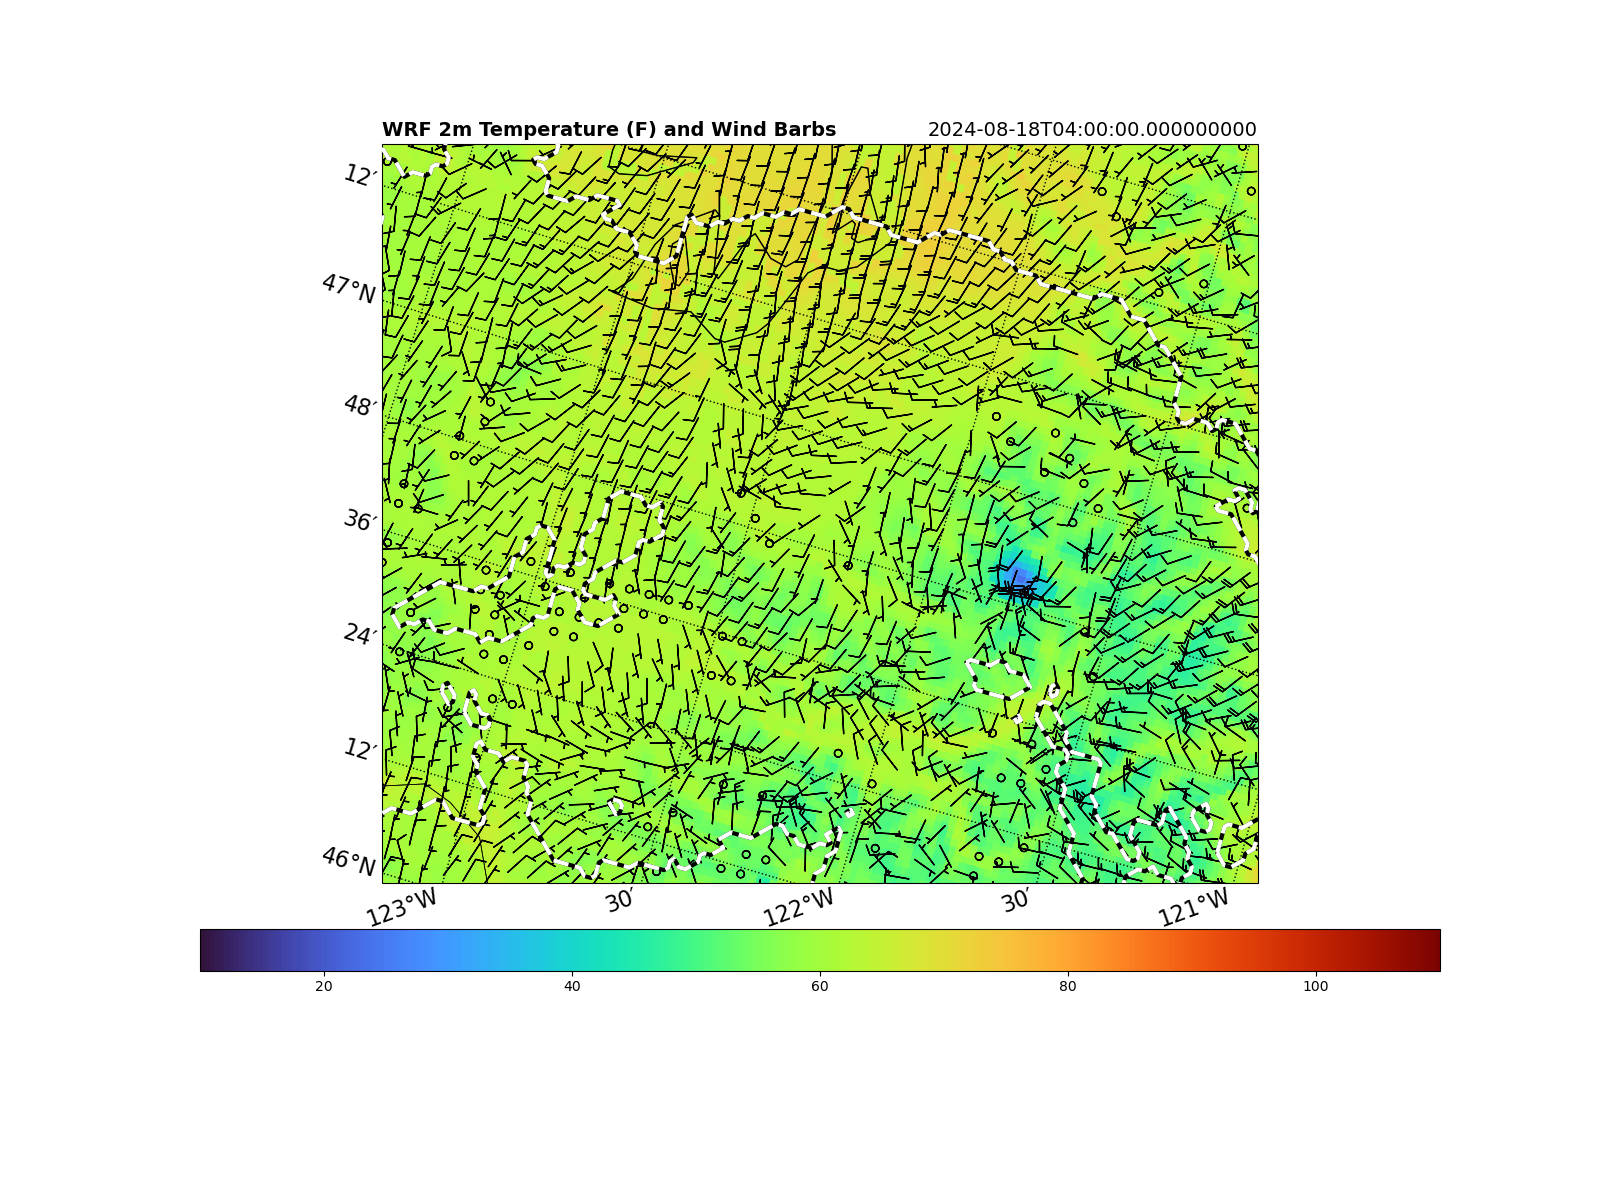 WRF 2m Temperature (F) and Wind Barbs 2024-08-18T04:00:00.000000000
12′
47°N
48′
36′
24′
12′
46°N
123°W 30′ 122°W 30′ 121°W
20 40 60 80 100